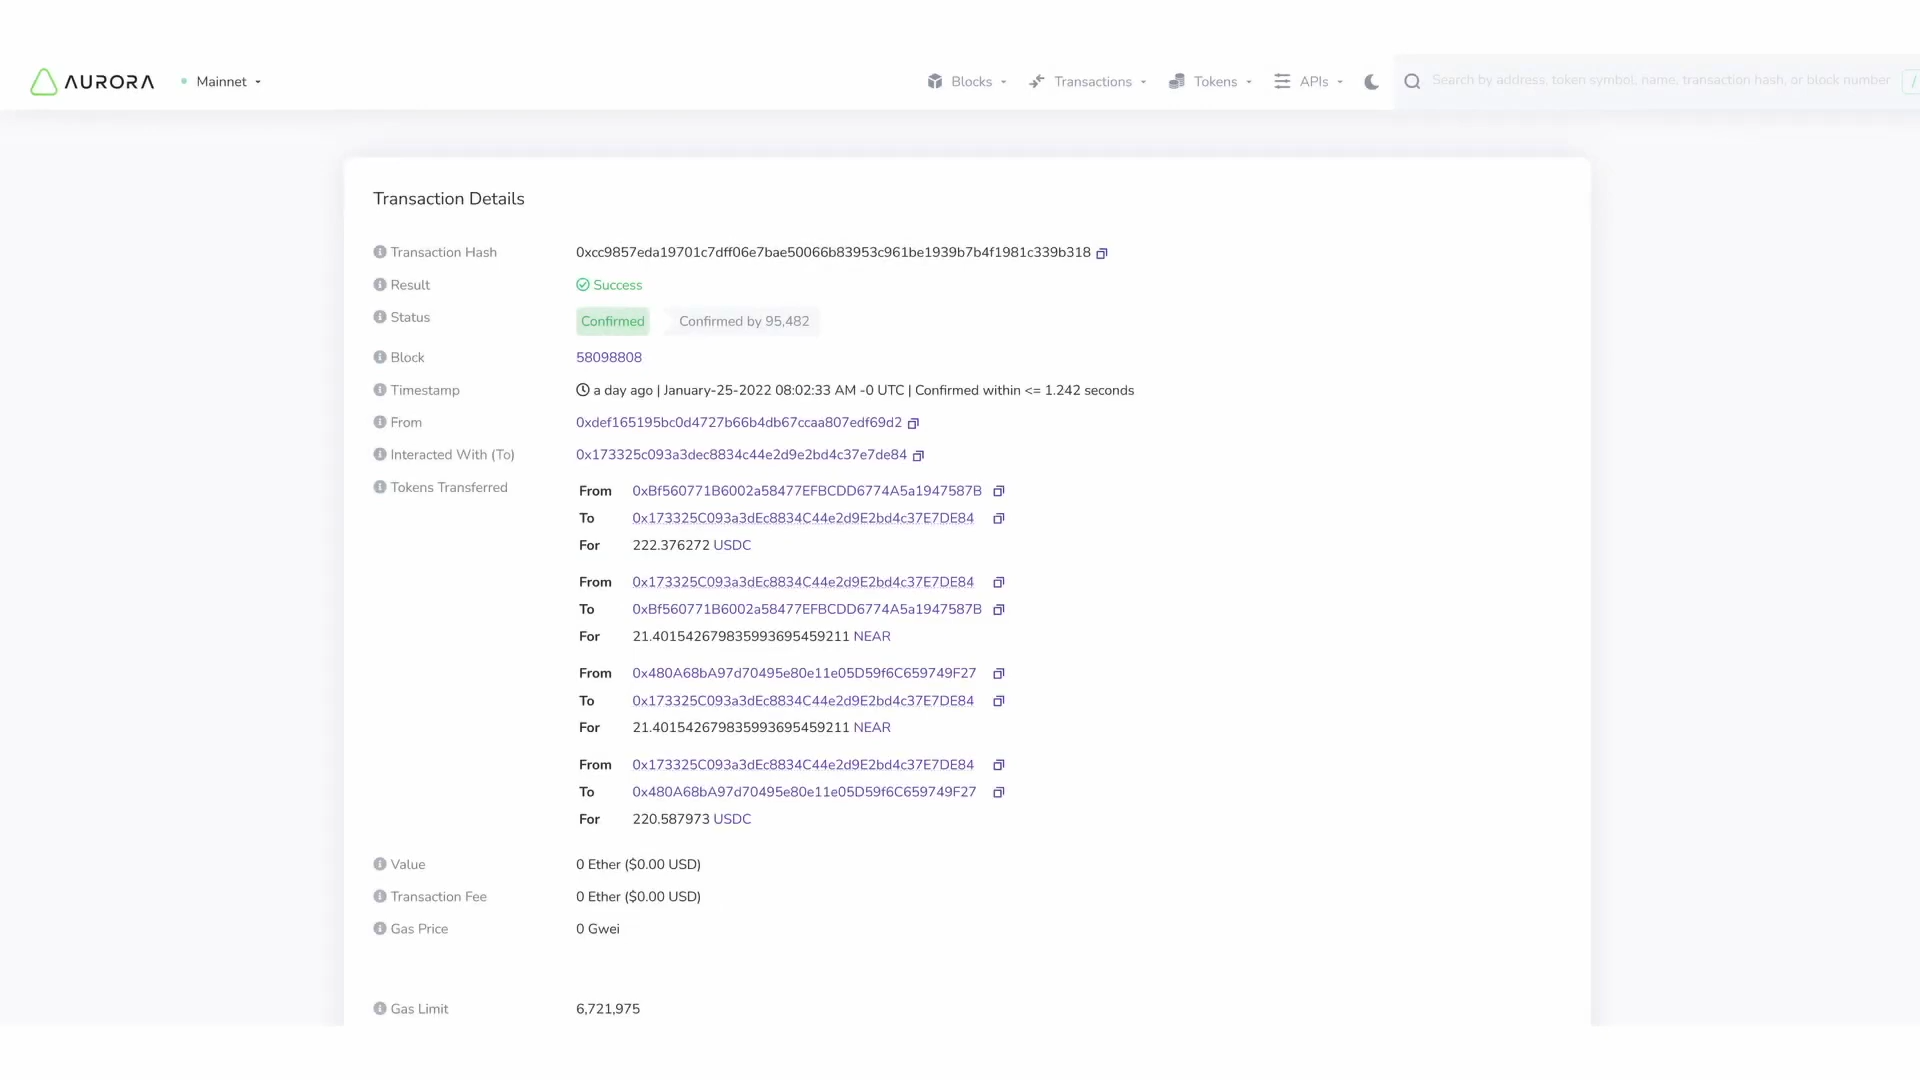 AURORA
Mainnet
Blocks
Transactions
Tokens
APIs
Search by address, token symbol, name, transaction hash, or block number
/
Transaction Details
Transaction Hash 0xcc9857eda19701c7dff06e7bae50066b83953c961be1939b7b4f1981c339b318
Result Success
Status Confirmed Confirmed by 95,482
Block 58098808
Timestamp a day ago | January-25-2022 08:02:33 AM -0 UTC | Confirmed within <= 1.242 seconds
From 0xdef165195bc0d4727b66b4db67ccaa807edf69d2
Interacted With (To) 0x173325c093a3dec8834c44e2d9e2bd4c37e7de84
Tokens Transferred
From 0xBf560771B6002a58477EFBCDD6774A5a1947587B
To 0x173325C093a3dEc8834C44e2d9E2bd4c37E7DE84
For 222.376272 USDC
From 0x173325C093a3dEc8834C44e2d9E2bd4c37E7DE84
To 0xBf560771B6002a58477EFBCDD6774A5a1947587B
For 21.401542679835993695459211 NEAR
From 0x480A68bA97d70495e80e11e05D59f6C659749F27
To 0x173325C093a3dEc8834C44e2d9E2bd4c37E7DE84
For 21.401542679835993695459211 NEAR
From 0x173325C093a3dEc8834C44e2d9E2bd4c37E7DE84
To 0x480A68bA97d70495e80e11e05D59f6C659749F27
For 220.587973 USDC
Value 0 Ether ($0.00 USD)
Transaction Fee 0 Ether ($0.00 USD)
Gas Price 0 Gwei
Gas Limit 6,721,975